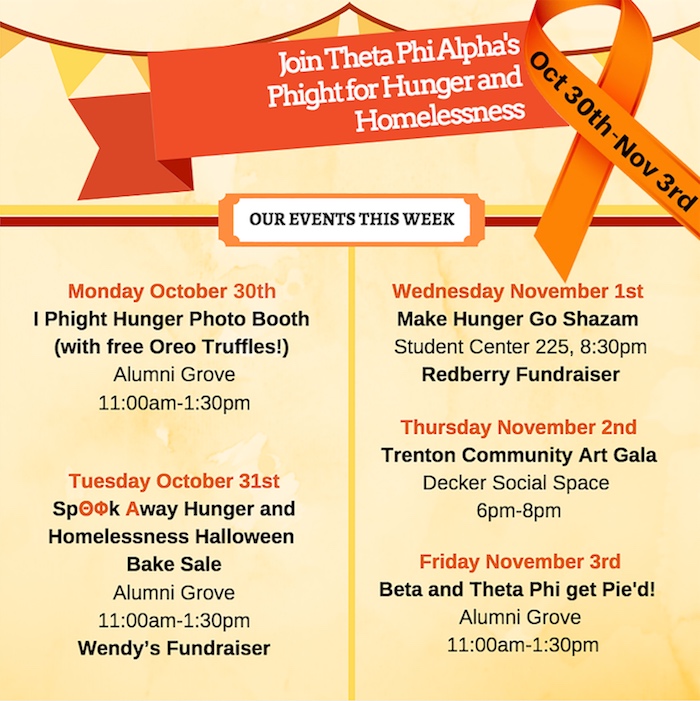 Join Theta Phi Alpha's
Phight for Hunger and
Homelessness
Oct 30th-Nov 3rd
OUR EVENTS THIS WEEK
Monday October 30th
I Phight Hunger Photo Booth
(with free Oreo Truffles!)
Alumni Grove
11:00am-1:30pm
Tuesday October 31st
SpΘΦk Away Hunger and
Homelessness Halloween
Bake Sale
Alumni Grove
11:00am-1:30pm
Wendy’s Fundraiser
Wednesday November 1st
Make Hunger Go Shazam
Student Center 225, 8:30pm
Redberry Fundraiser
Thursday November 2nd
Trenton Community Art Gala
Decker Social Space
6pm-8pm
Friday November 3rd
Beta and Theta Phi get Pie'd!
Alumni Grove
11:00am-1:30pm